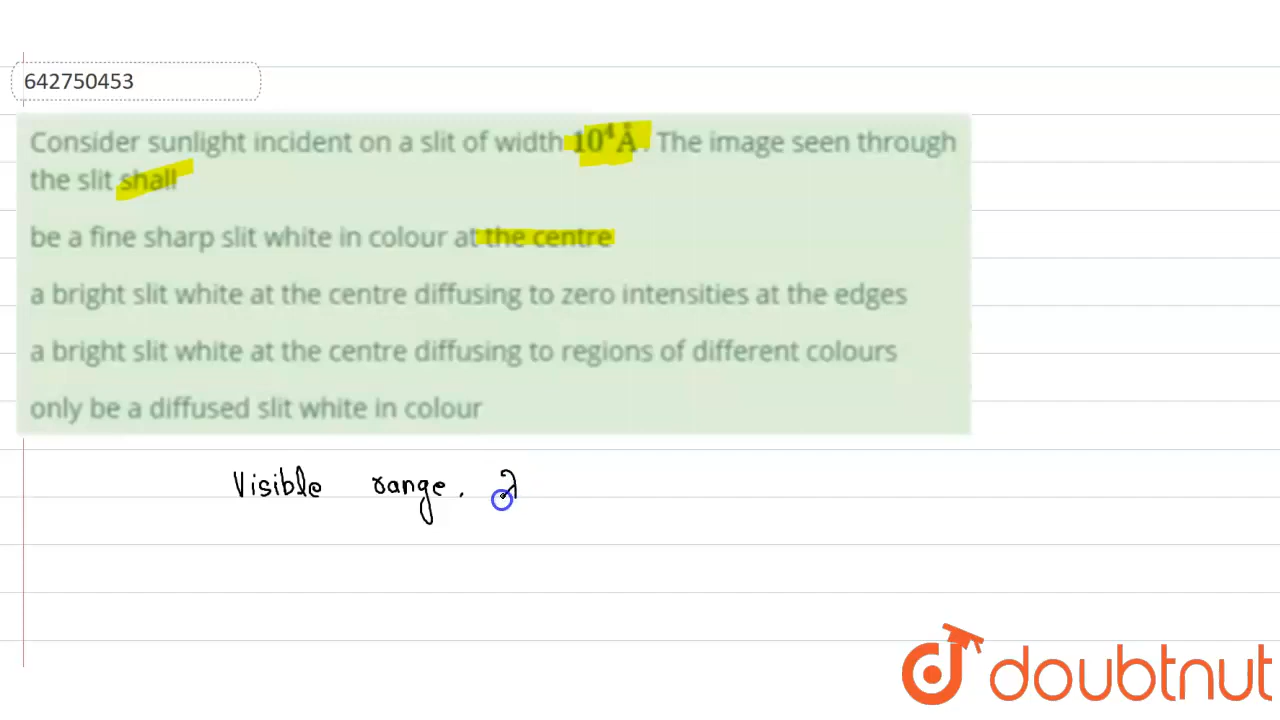 642750453
Consider sunlight incident on a slit of width 10⁴Å. The image seen through
the slit shall
be a fine sharp slit white in colour at the centre
a bright slit white at the centre diffusing to zero intensities at the edges
a bright slit white at the centre diffusing to regions of different colours
only be a diffused slit white in colour
Visible range. λ
doubtnut